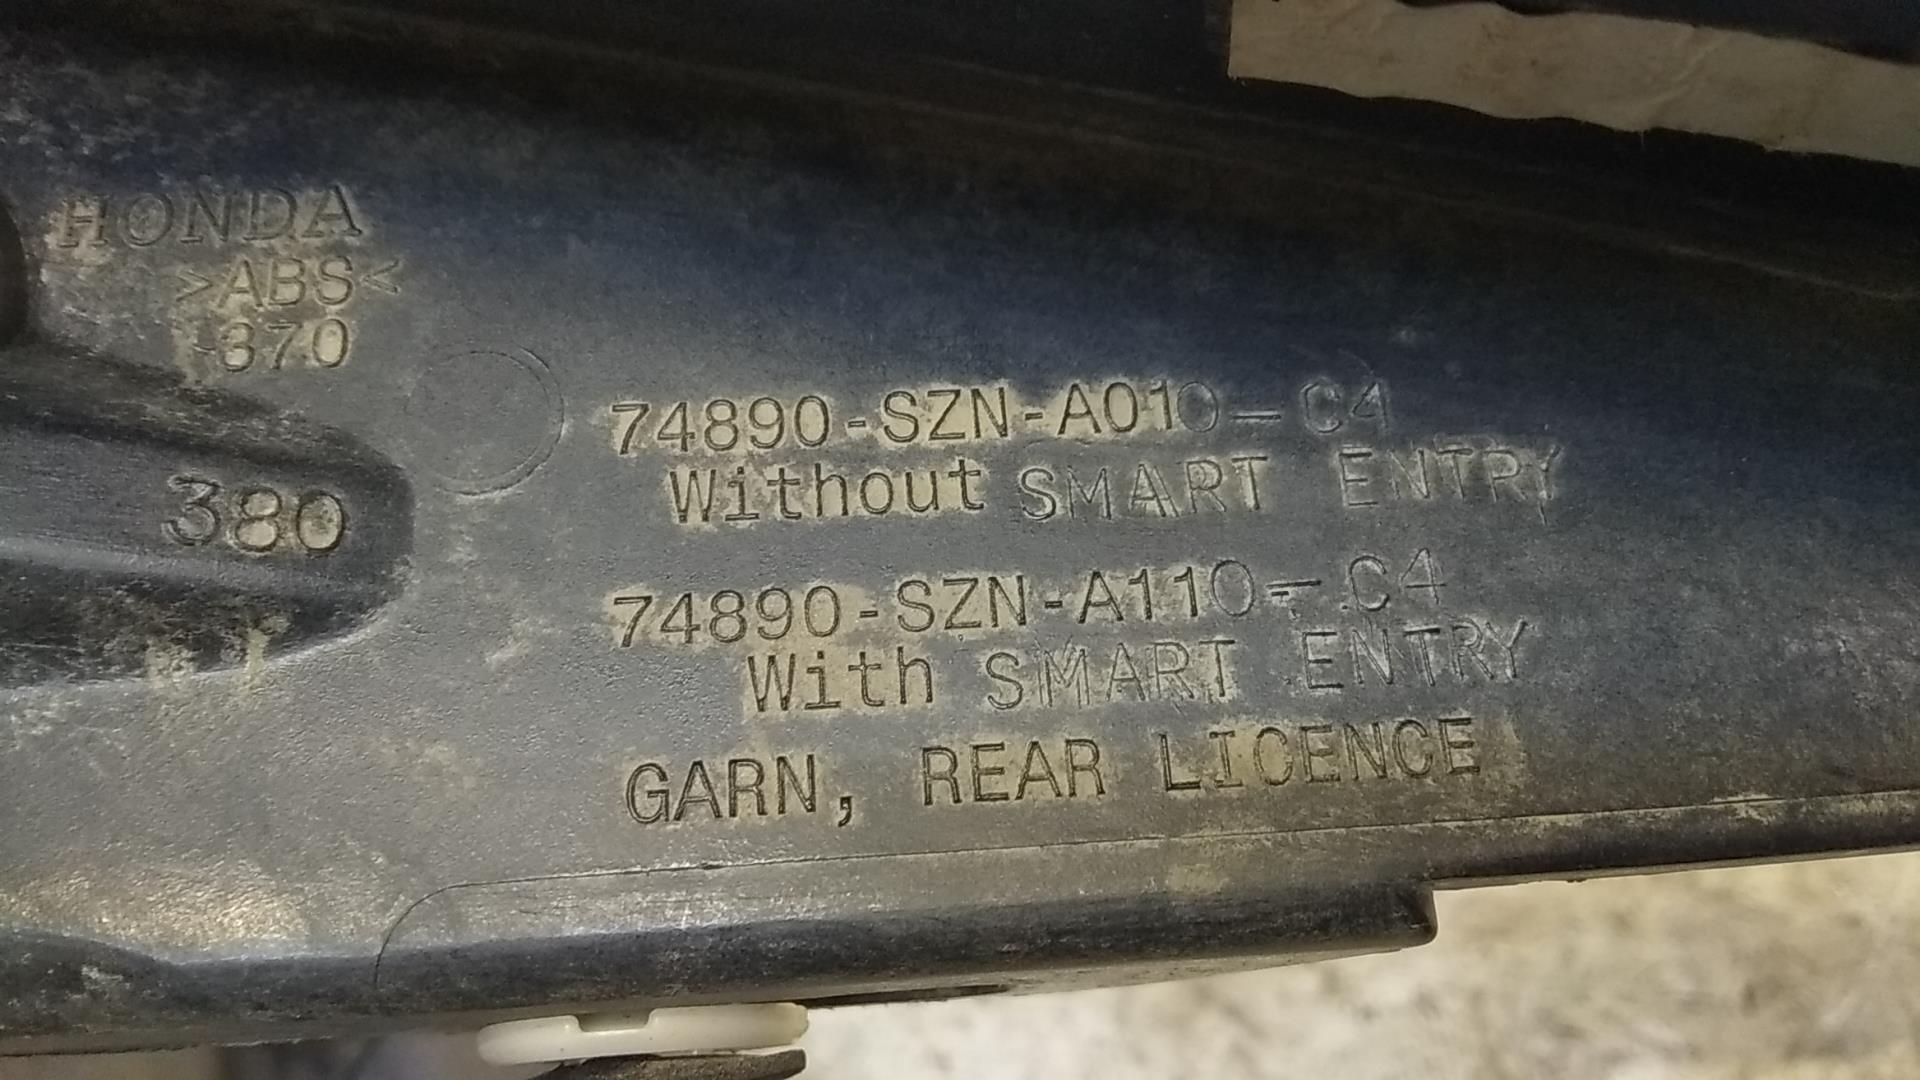 HONDA
>ABS<
-370
380
74890-SZN-A010-C4
Without SMART ENTRY
74890-SZN-A110-C4
With SMART ENTRY
GARN, REAR LICENCE